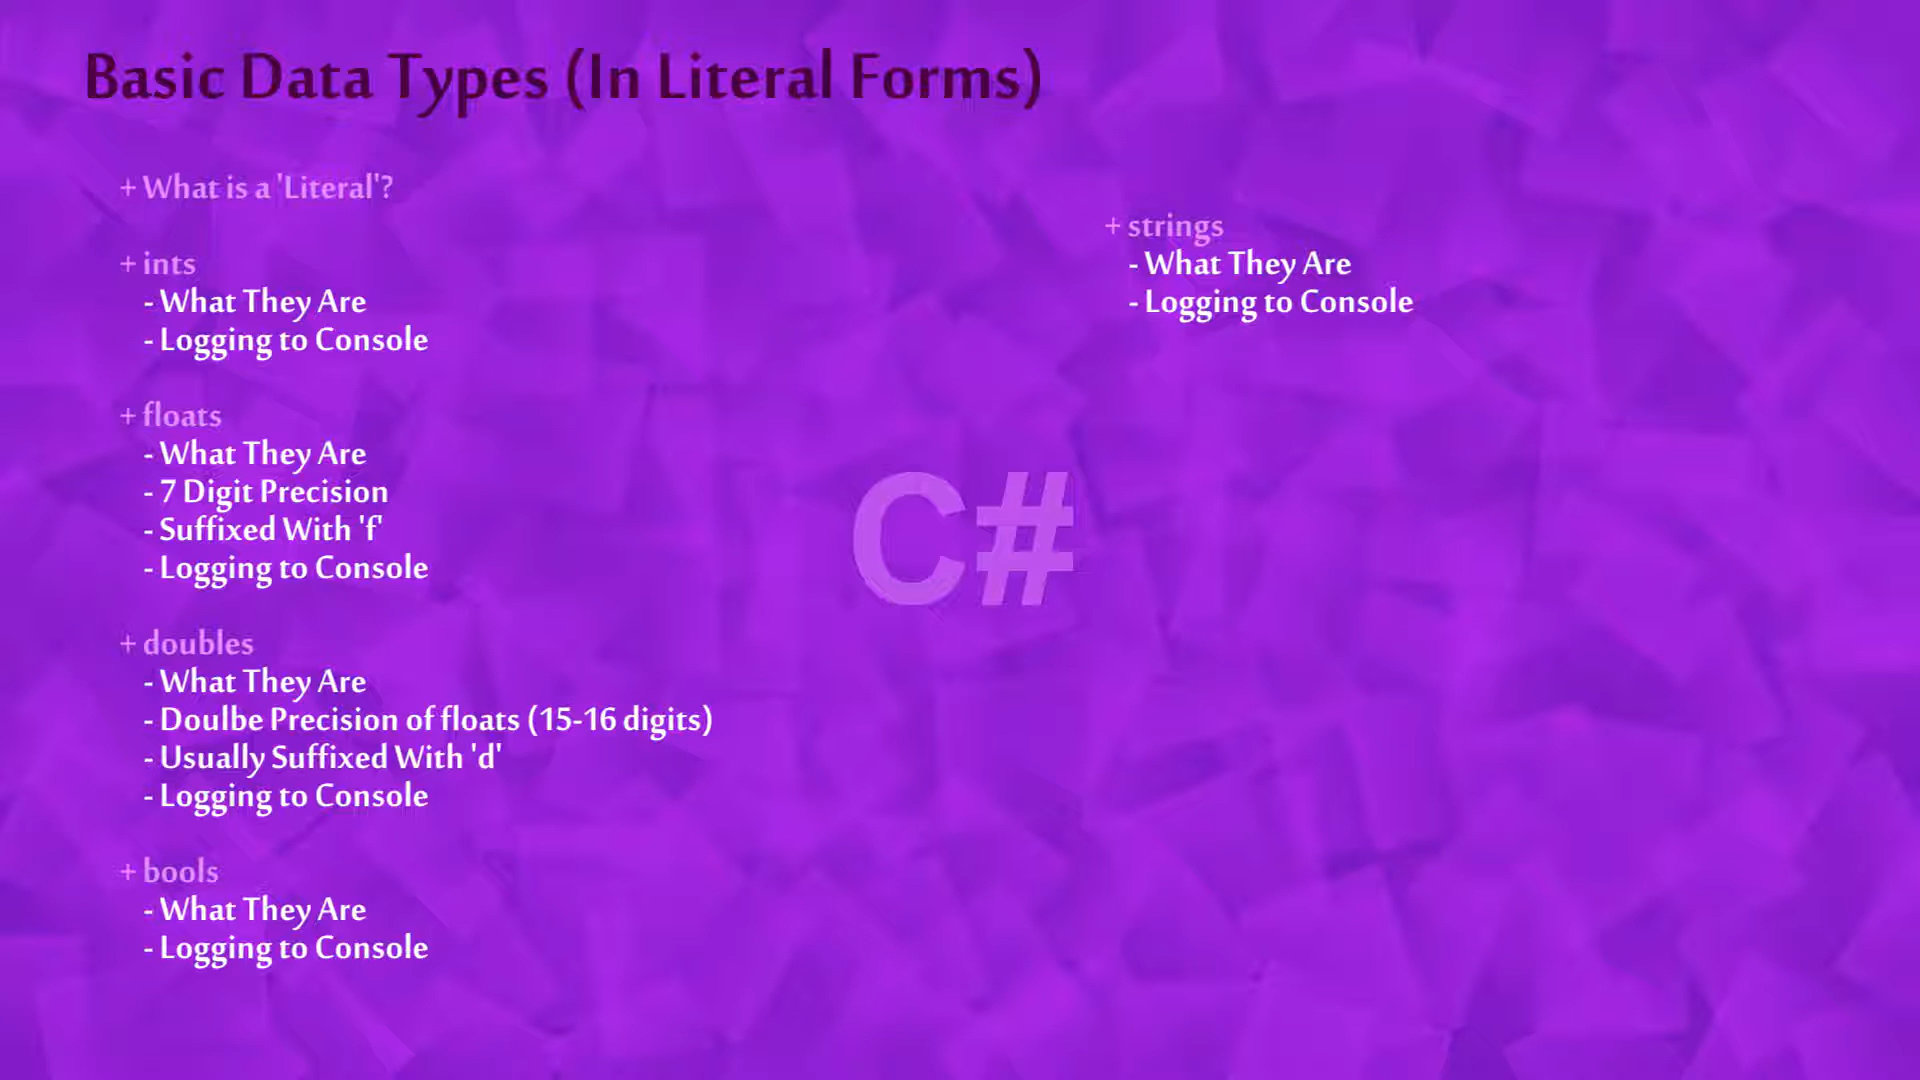 Basic Data Types (In Literal Forms)
+ What is a 'Literal'?
+ ints
- What They Are
- Logging to Console
+ floats
- What They Are
- 7 Digit Precision
- Suffixed With 'f'
- Logging to Console
+ doubles
- What They Are
- Doulbe Precision of floats (15-16 digits)
- Usually Suffixed With 'd'
- Logging to Console
+ bools
- What They Are
- Logging to Console
+ strings
- What They Are
- Logging to Console
C#